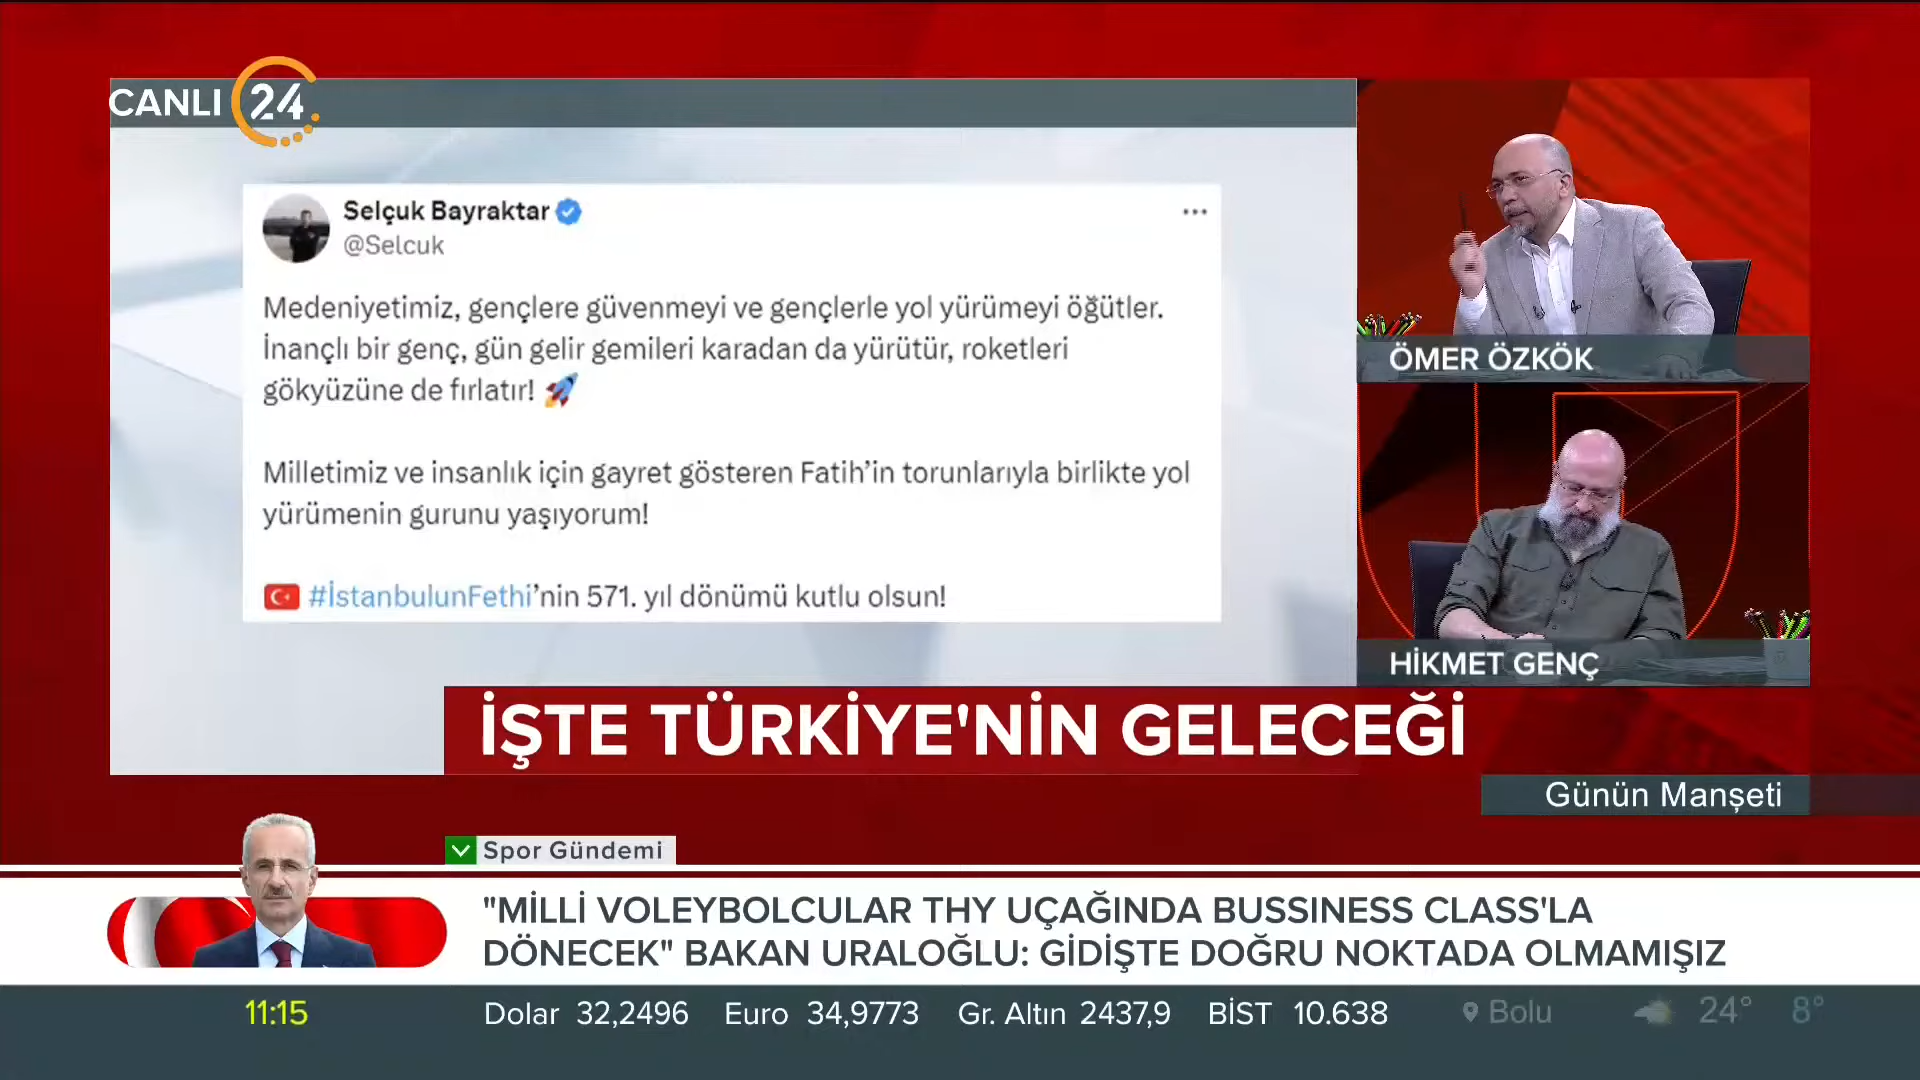 CANLI 24
Selçuk Bayraktar
@Selcuk
Medeniyetimiz, gençlere güvenmeyi ve gençlerle yol yürümeyi öğütler.
İnançlı bir genç, gün gelir gemileri karadan da yürütür, roketleri
gökyüzüne de fırlatır! 🚀
Milletimiz ve insanlık için gayret gösteren Fatih’in torunlarıyla birlikte yol
yürümenin gurunu yaşıyorum!
🇹🇷 #İstanbulunFethi’nin 571. yıl dönümü kutlu olsun!
ÖMER ÖZKÖK
HİKMET GENÇ
İŞTE TÜRKİYE'NİN GELECEĞİ
Günün Manşeti
Spor Gündemi
"MİLLİ VOLEYBOLCULAR THY UÇAĞINDA BUSSINESS CLASS'LA
DÖNECEK" BAKAN URALOĞLU: GİDİŞTE DOĞRU NOKTADA OLMAMIŞIZ
11:15 Dolar 32,2496 Euro 34,9773 Gr. Altın 2437,9 BİST 10.638 Bolu 24° 8°